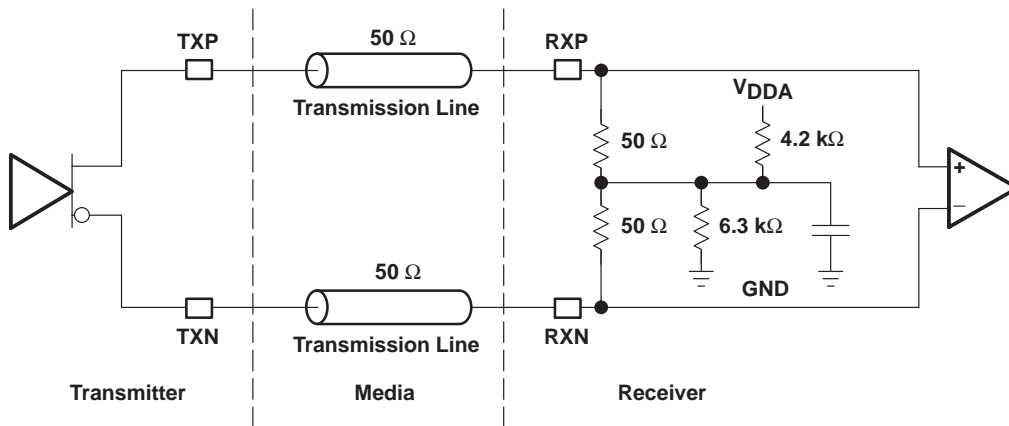 TXP
50 Ω
Transmission Line
RXP
VDDA
4.2 kΩ
50 Ω
+
−
50 Ω
6.3 kΩ
GND
TXN
50 Ω
Transmission Line
RXN
Transmitter
Media
Receiver